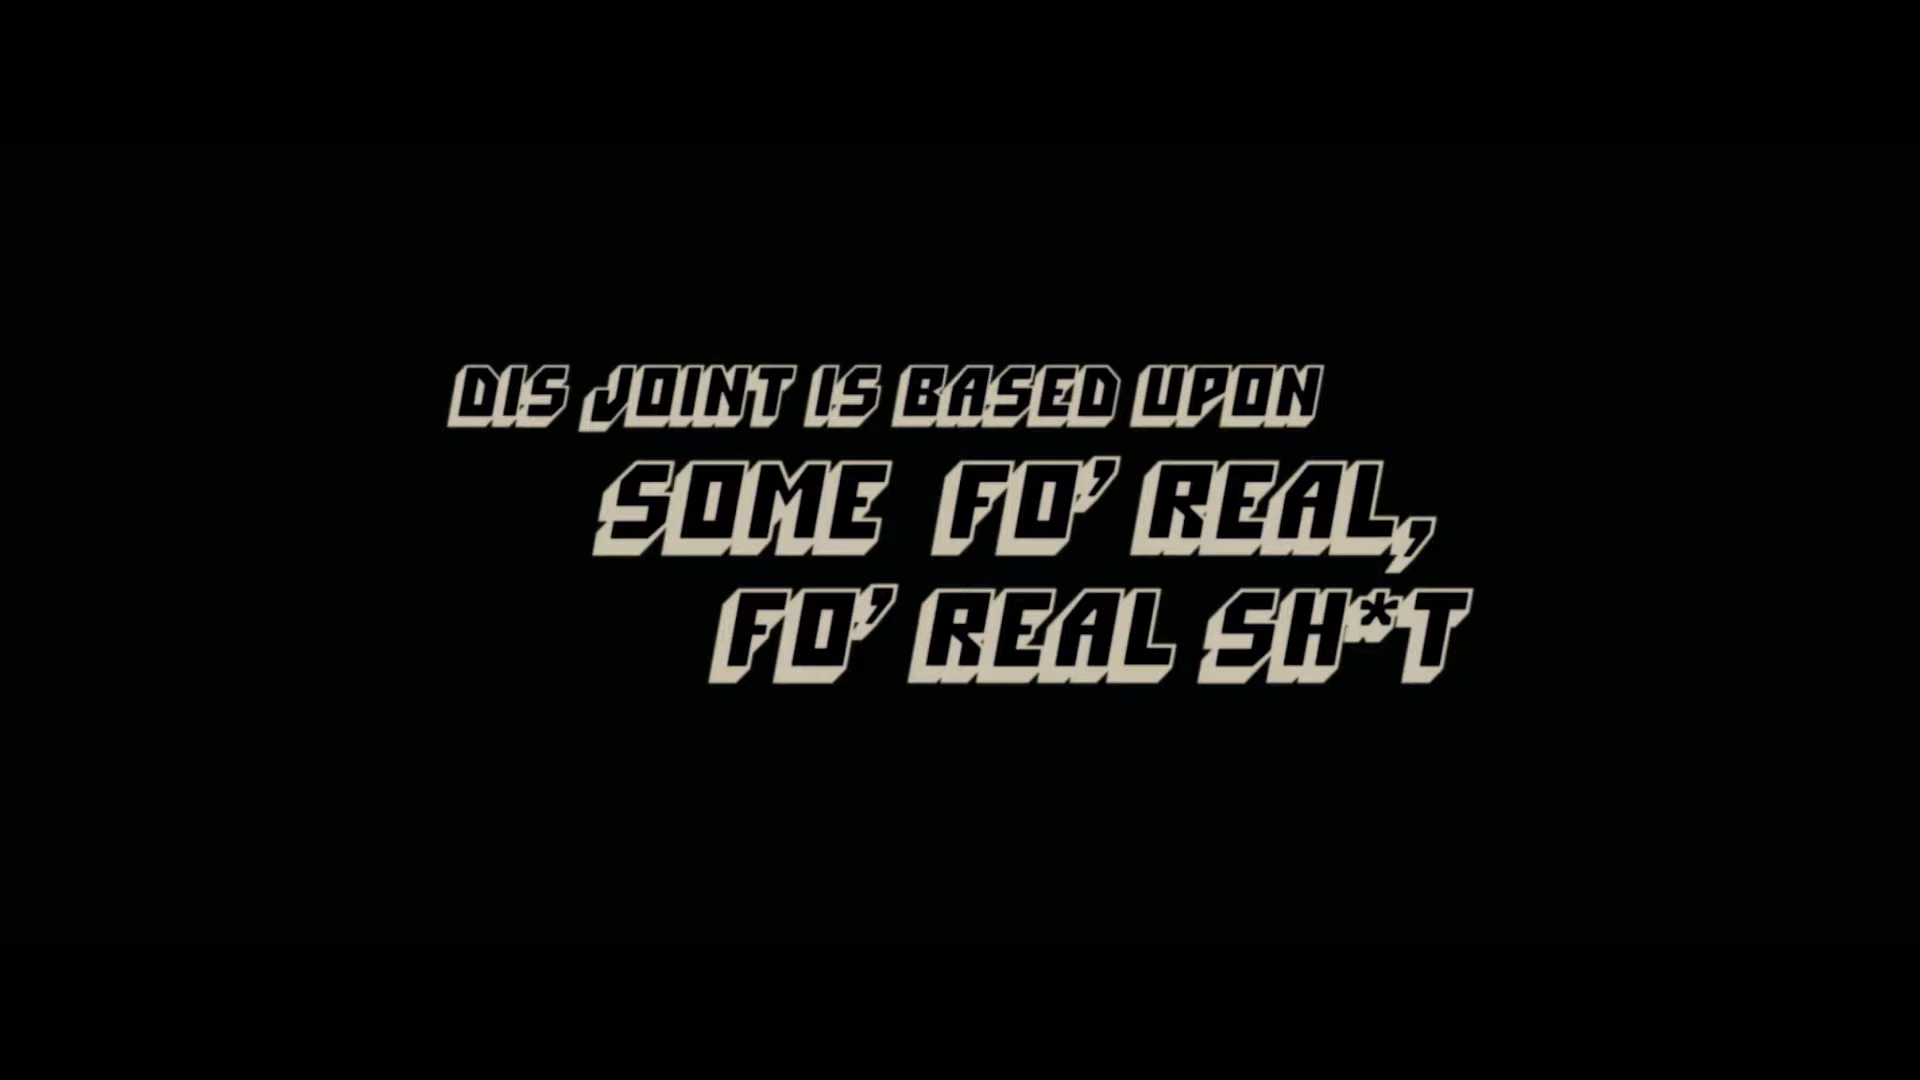 DIS JOINT IS BASED UPON
SOME FO' REAL,
FO' REAL SH*T